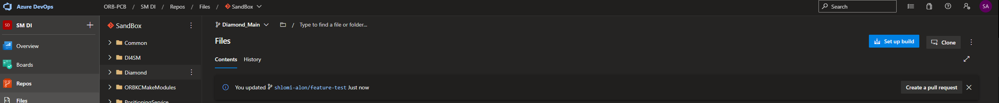 Azure DevOps
ORB-PCB / SM DI / Repos / Files / SandBox
Search
SA
SD SM DI
Overview
Boards
Repos
Files
SandBox
Common
DI4SM
Diamond
ORBKCMakeModules
PositioningService
Diamond_Main / Type to find a file or folder...
Files
Set up build
Clone
Contents History
You updated shlomi-alon/feature-test Just now
Create a pull request